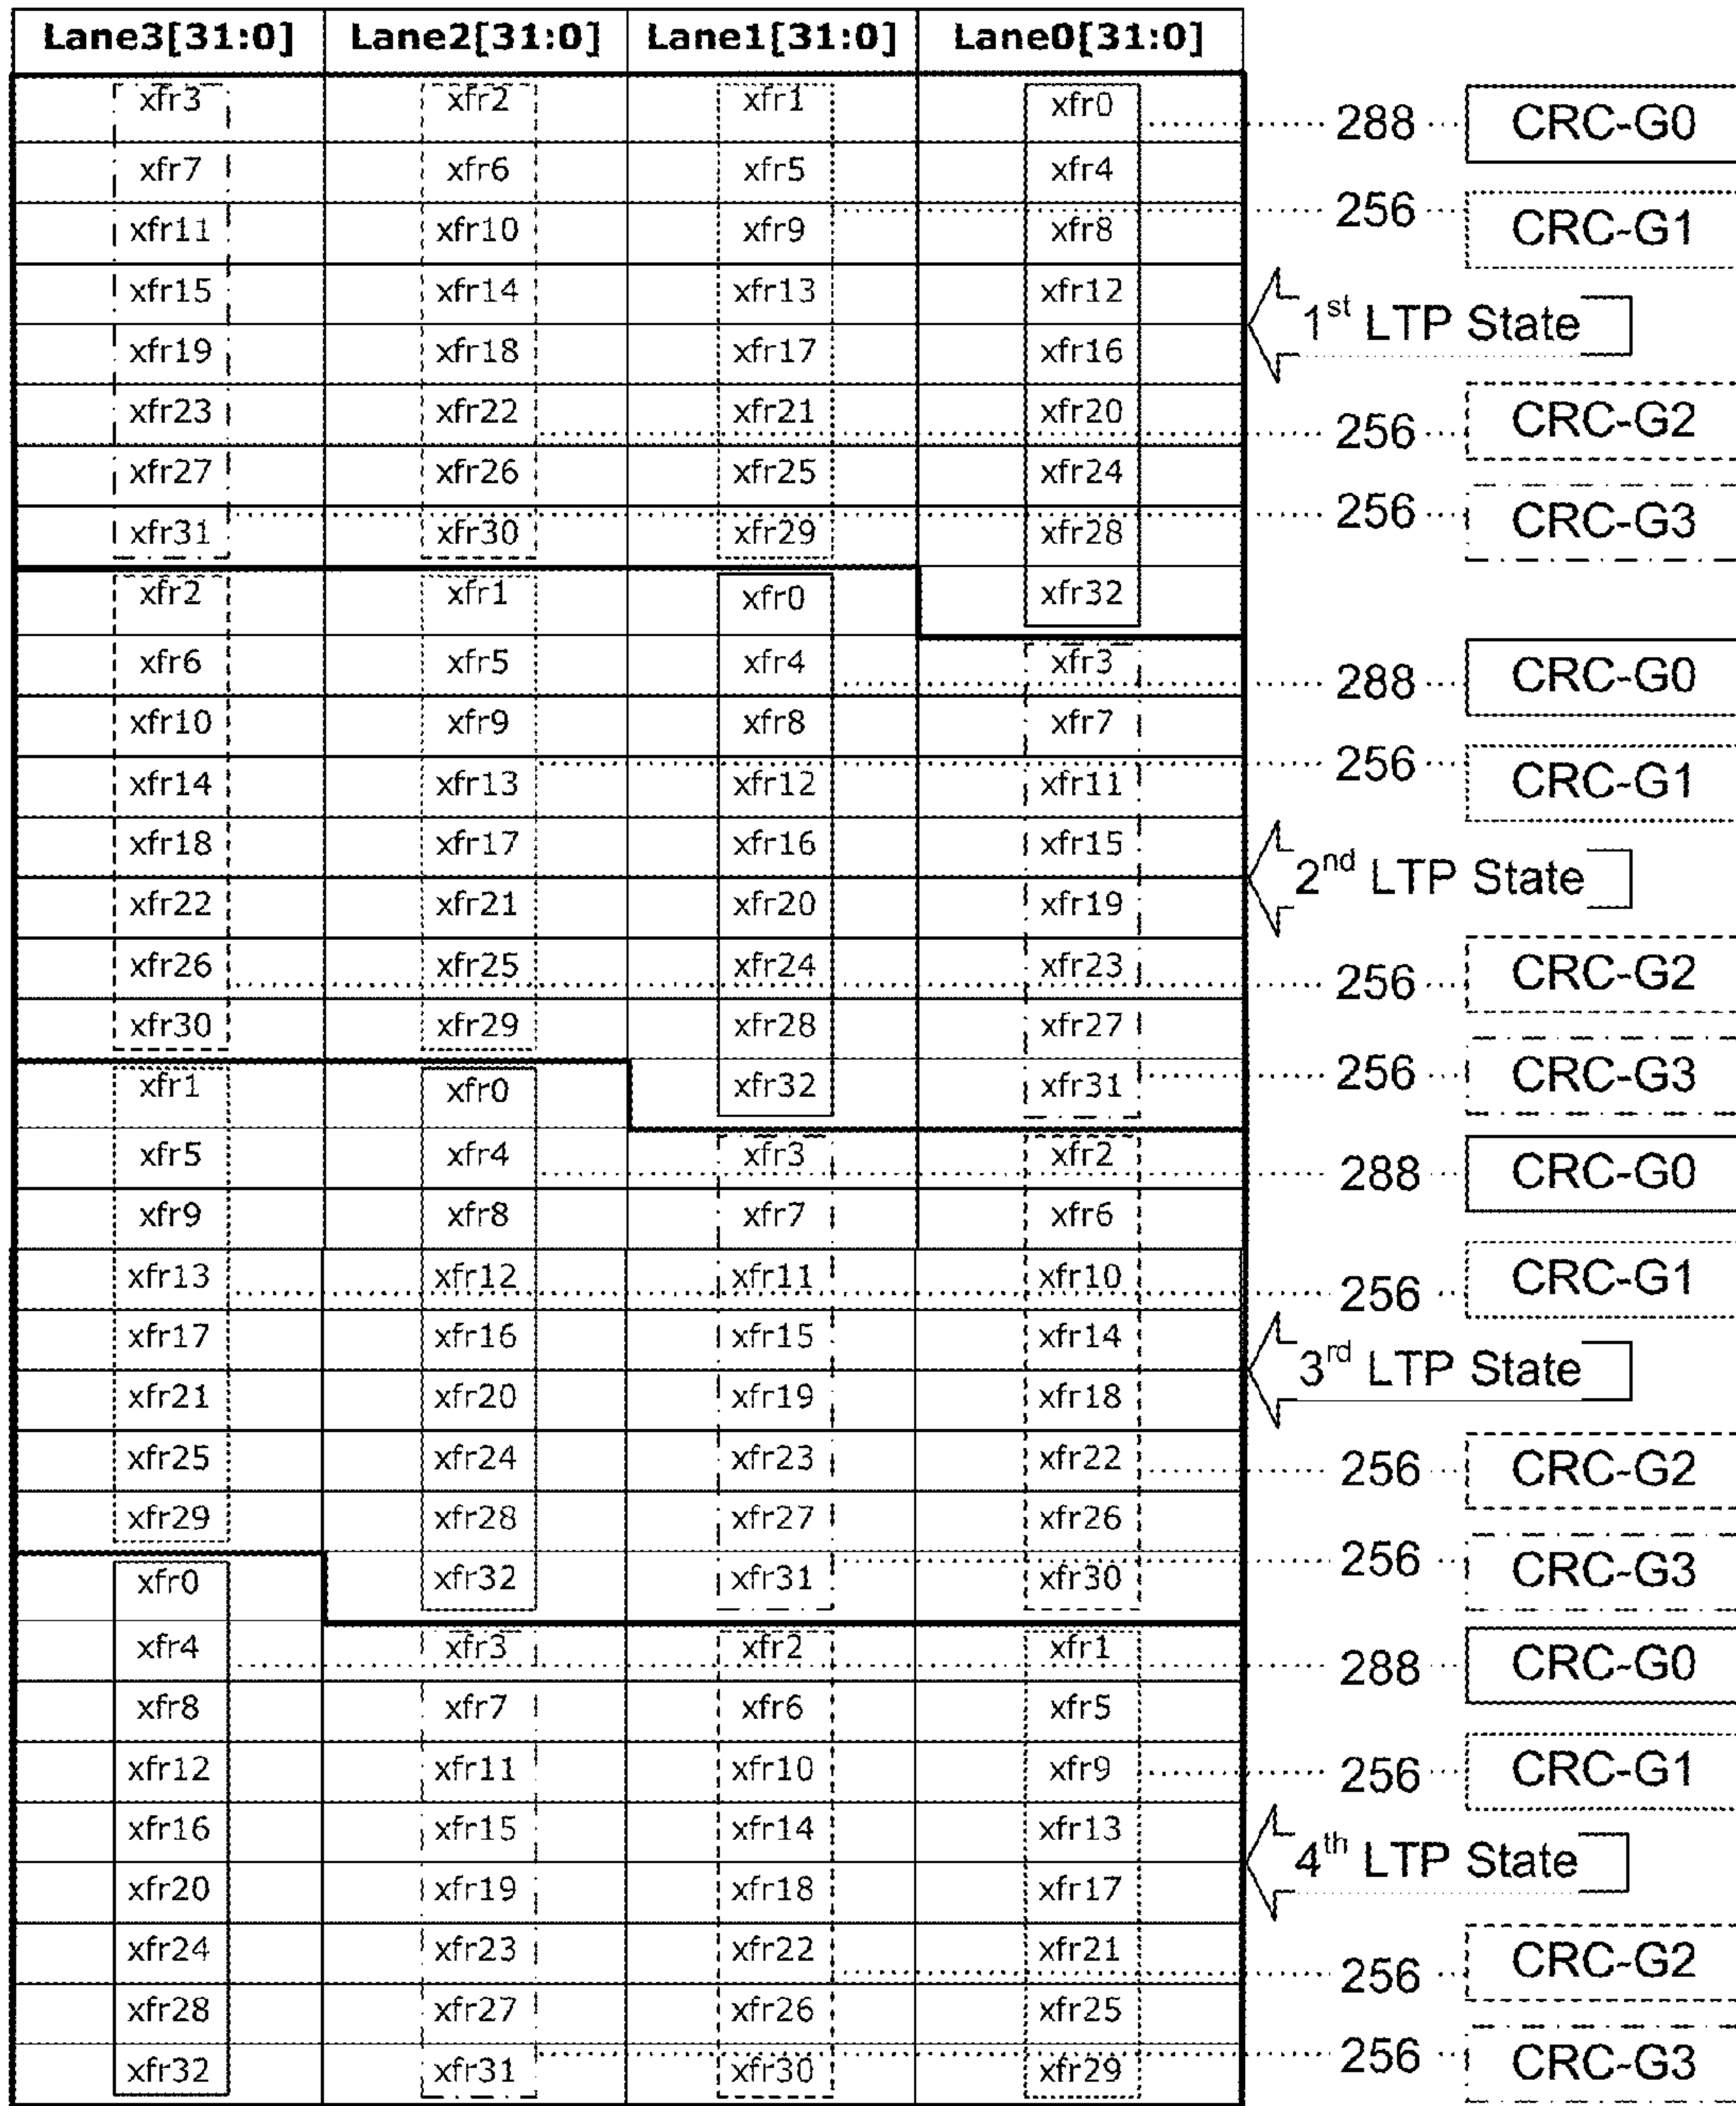 Lane3[31:0] Lane2[31:0] Lane1[31:0] Lane0[31:0]
xfr3 xfr2 xfr1 xfr0 288 CRC-G0
xfr7 xfr6 xfr5 xfr4
xfr11 xfr10 xfr9 xfr8 256 CRC-G1
xfr15 xfr14 xfr13 xfr12 1st LTP State
xfr19 xfr18 xfr17 xfr16
xfr23 xfr22 xfr21 xfr20 256 CRC-G2
xfr27 xfr26 xfr25 xfr24
xfr31 xfr30 xfr29 xfr28 256 CRC-G3
xfr2 xfr1 xfr0 xfr32
xfr6 xfr5 xfr4 xfr3 288 CRC-G0
xfr10 xfr9 xfr8 xfr7
xfr14 xfr13 xfr12 xfr11 256 CRC-G1
xfr18 xfr17 xfr16 xfr15
xfr22 xfr21 xfr20 xfr19 2nd LTP State
xfr26 xfr25 xfr24 xfr23 256 CRC-G2
xfr30 xfr29 xfr28 xfr27
xfr1 xfr0 xfr32 xfr31 256 CRC-G3
xfr5 xfr4 xfr3 xfr2 288 CRC-G0
xfr9 xfr8 xfr7 xfr6
xfr13 xfr12 xfr11 xfr10 256 CRC-G1
xfr17 xfr16 xfr15 xfr14
xfr21 xfr20 xfr19 xfr18 3rd LTP State
xfr25 xfr24 xfr23 xfr22 256 CRC-G2
xfr29 xfr28 xfr27 xfr26
xfr0 xfr32 xfr31 xfr30 256 CRC-G3
xfr4 xfr3 xfr2 xfr1 288 CRC-G0
xfr8 xfr7 xfr6 xfr5
xfr12 xfr11 xfr10 xfr9 256 CRC-G1
xfr16 xfr15 xfr14 xfr13 4th LTP State
xfr20 xfr19 xfr18 xfr17
xfr24 xfr23 xfr22 xfr21 256 CRC-G2
xfr28 xfr27 xfr26 xfr25
xfr32 xfr31 xfr30 xfr29 256 CRC-G3